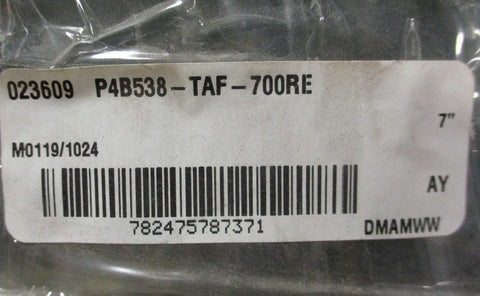 023609 P4B538-TAF-700RE
7"
M0119/1024
AY
782475787371
DMAMWW